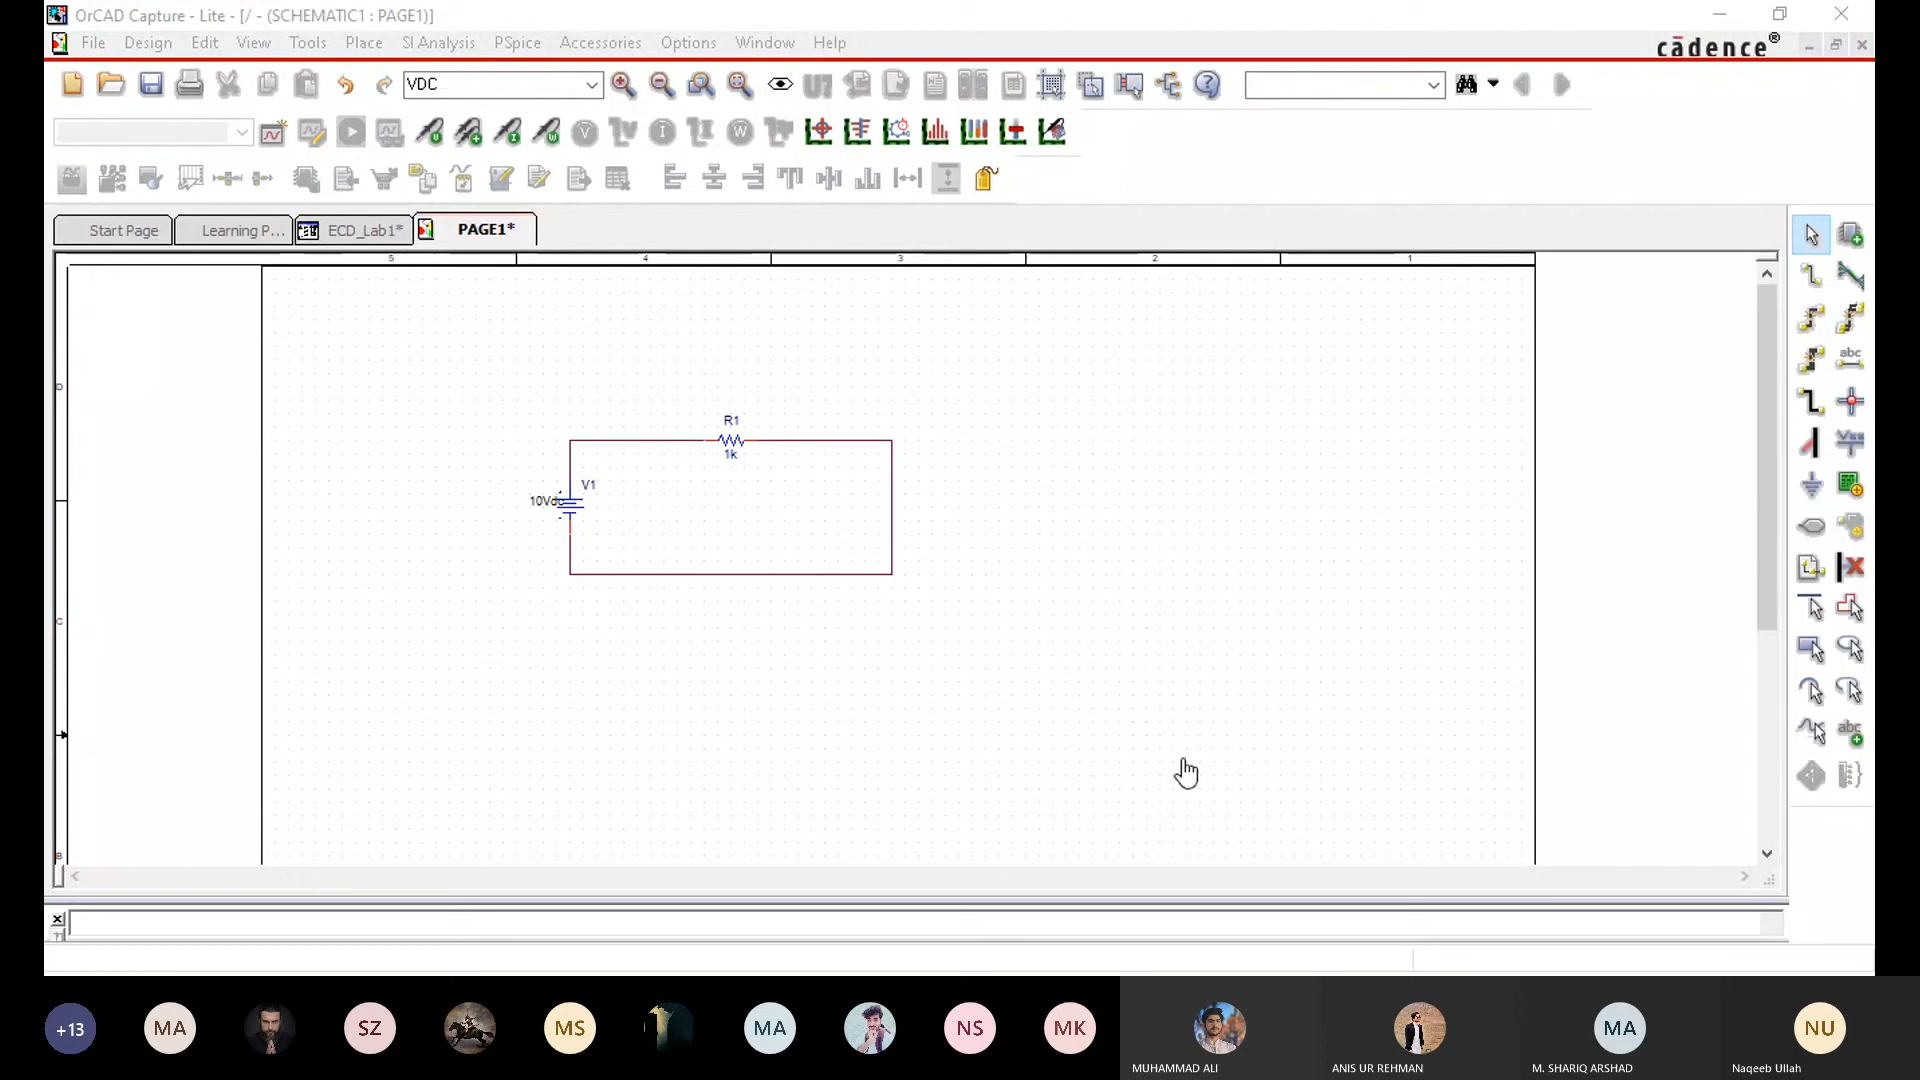 OrCAD Capture - Lite - [/ - (SCHEMATIC1 : PAGE1)]
File Design Edit View Tools Place SI Analysis PSpice Accessories Options Window Help
cādence®
VDC
U?
V
I
W
Start Page
Learning P...
ECD_Lab1*
PAGE1*
5 4 3 2 1
D
C
B
R1
1k
V1
10Vdc
abc
abc
+13
MA
SZ
MS
MA
NS
MK
MA
NU
MUHAMMAD ALI
ANIS UR REHMAN
M. SHARIQ ARSHAD
Naqeeb Ullah